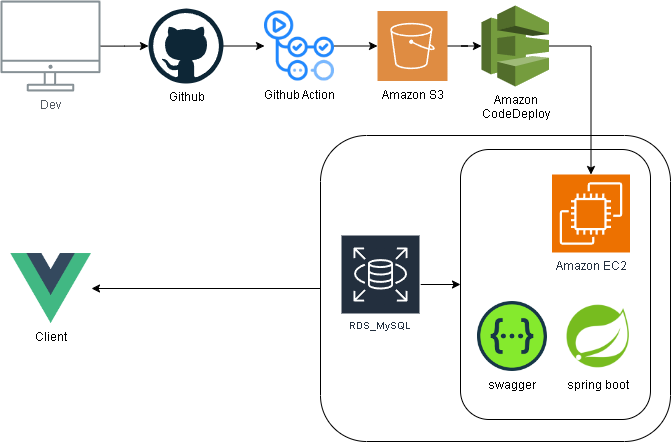 Dev
Github
Github Action
Amazon S3
Amazon
CodeDeploy
Amazon EC2
RDS_MySQL
Client
swagger
spring boot